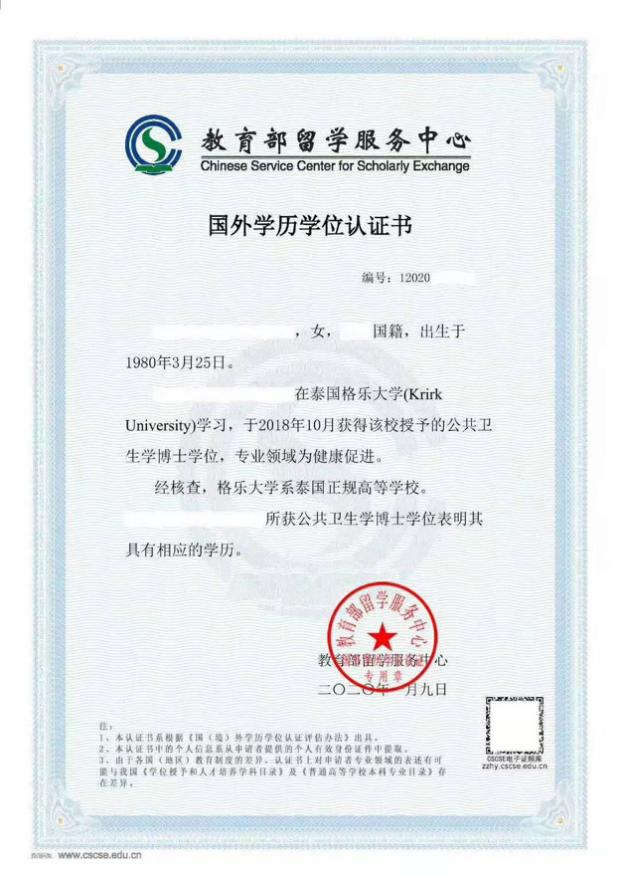 教育部留学服务中心
Chinese Service Center for Scholarly Exchange
国外学历学位认证书
编号：12020
，女， 国籍，出生于
1980年3月25日。
在泰国格乐大学(Krirk
University)学习，于2018年10月获得该校授予的公共卫
生学博士学位，专业领域为健康促进。
经核查，格乐大学系泰国正规高等学校。
所获公共卫生学博士学位表明其
具有相应的学历。
教育部留学服务中心
专用章
教育部留学服务中心
二〇二〇年 月九日
注：
1、本认证书系根据《国（境）外学历学位认证评估办法》出具。
2、本认证书中的个人信息系从申请者提供的个人有效身份证件中提取。
3、由于各国（地区）教育制度的差异，认证书上对申请者专业领域的表述有可
能与我国《学位授予和人才培养学科目录》及《普通高等学校本科专业目录》存
在差异。
CSCSE电子证照库
zzhy.cscse.edu.cn
www.cscse.edu.cn